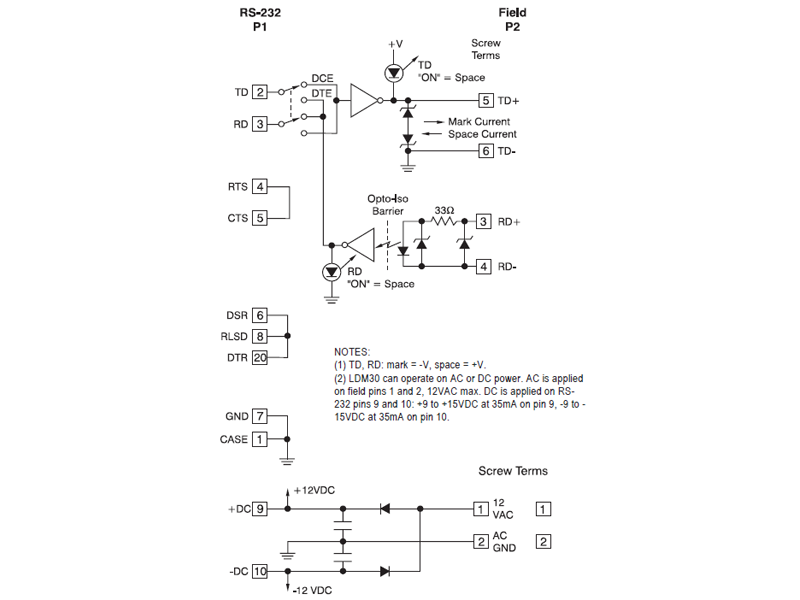 RS-232
P1
Field
P2
Screw
Terms
+V
TD
"ON" = Space
DCE
DTE
TD 2
RD 3
5 TD+
Mark Current
Space Current
6 TD-
RTS 4
CTS 5
Opto-Iso
Barrier
33Ω
3 RD+
4 RD-
RD
"ON" = Space
DSR 6
RLSD 8
DTR 20
NOTES:
(1) TD, RD: mark = -V, space = +V.
(2) LDM30 can operate on AC or DC power. AC is applied
on field pins 1 and 2, 12VAC max. DC is applied on RS-
232 pins 9 and 10: +9 to +15VDC at 35mA on pin 9, -9 to -
15VDC at 35mA on pin 10.
GND 7
CASE 1
Screw Terms
+12VDC
+DC 9
1 12
VAC
1
2 AC
GND
2
-DC 10
-12 VDC